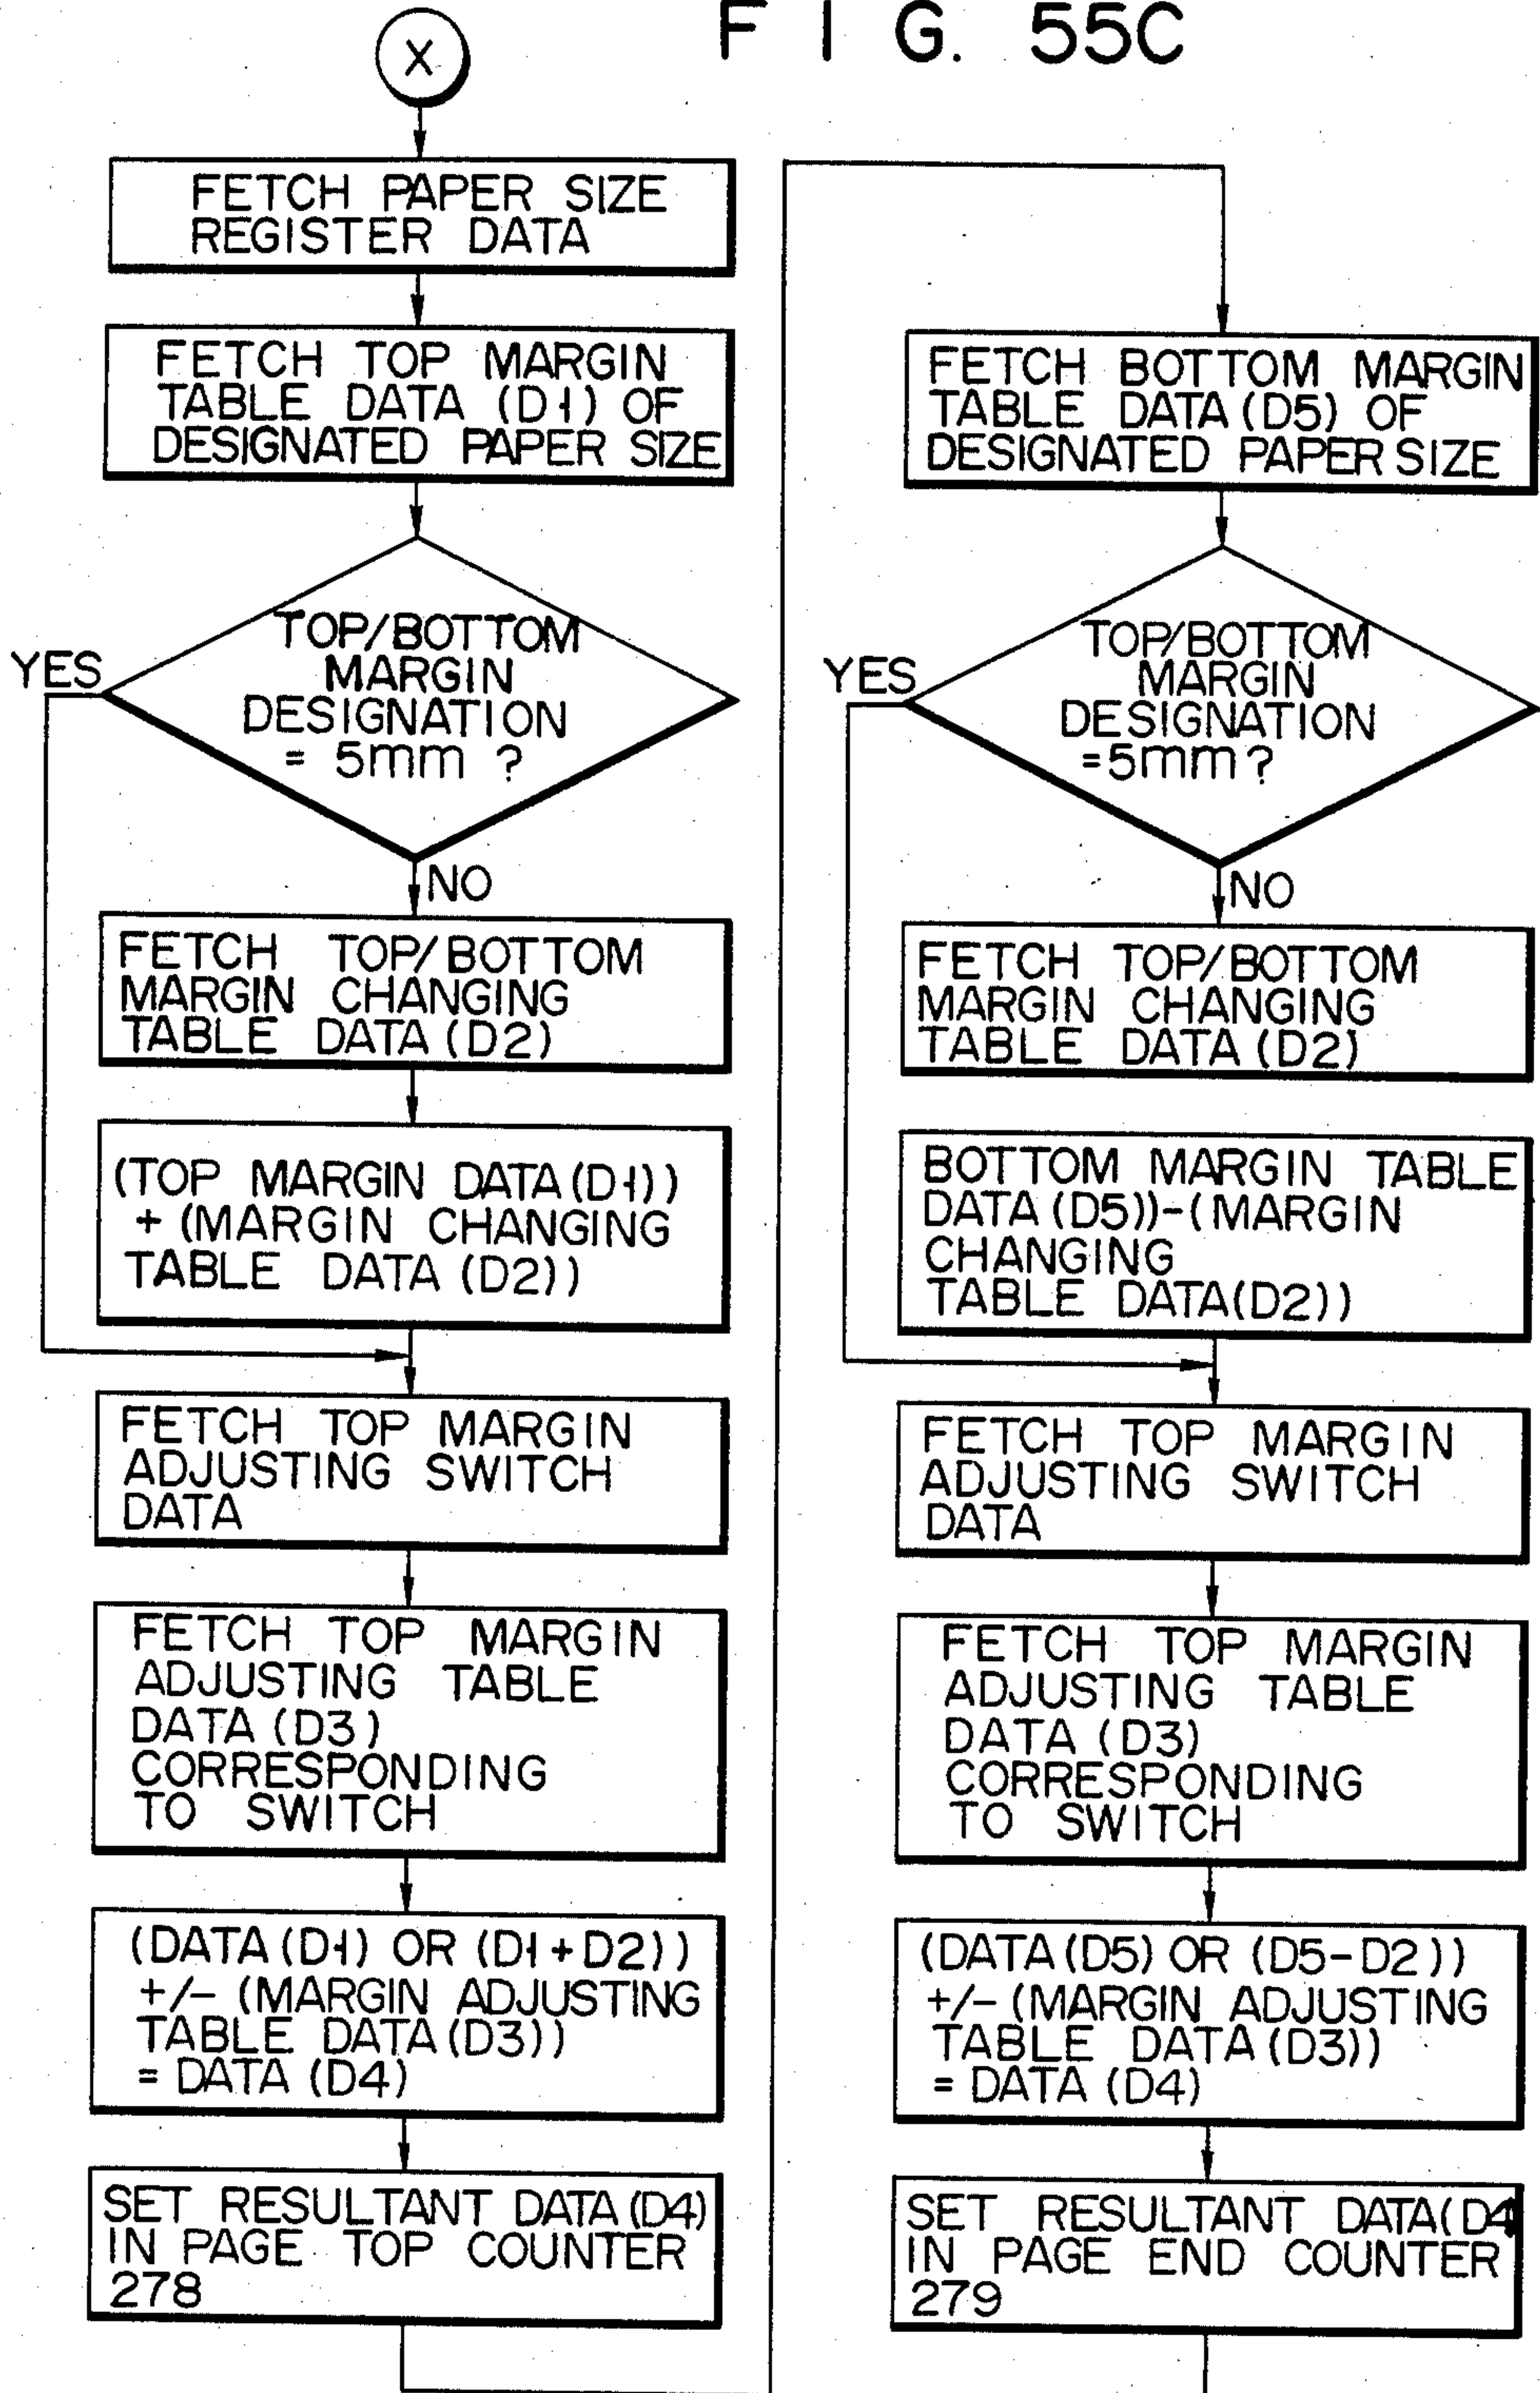 F I G. 55C
X
FETCH PAPER SIZE
REGISTER DATA
FETCH TOP MARGIN
TABLE DATA (D1) OF
DESIGNATED PAPER SIZE
TOP/BOTTOM
MARGIN
DESIGNATION
= 5mm ?
YES
NO
FETCH TOP/BOTTOM
MARGIN CHANGING
TABLE DATA (D2)
(TOP MARGIN DATA (D1))
+ (MARGIN CHANGING
TABLE DATA (D2))
FETCH TOP MARGIN
ADJUSTING SWITCH
DATA
FETCH TOP MARGIN
ADJUSTING TABLE
DATA (D3)
CORRESPONDING
TO SWITCH
(DATA (D1) OR (D1+D2))
+/- (MARGIN ADJUSTING
TABLE DATA (D3))
= DATA (D4)
SET RESULTANT DATA (D4)
IN PAGE TOP COUNTER
278
FETCH BOTTOM MARGIN
TABLE DATA (D5) OF
DESIGNATED PAPER SIZE
TOP/BOTTOM
MARGIN
DESIGNATION
=5mm?
YES
NO
FETCH TOP/BOTTOM
MARGIN CHANGING
TABLE DATA (D2)
BOTTOM MARGIN TABLE
DATA (D5))-(MARGIN
CHANGING
TABLE DATA(D2))
FETCH TOP MARGIN
ADJUSTING SWITCH
DATA
FETCH TOP MARGIN
ADJUSTING TABLE
DATA (D3)
CORRESPONDING
TO SWITCH
(DATA (D5) OR (D5-D2))
+/- (MARGIN ADJUSTING
TABLE DATA (D3))
= DATA (D4)
SET RESULTANT DATA(D4
IN PAGE END COUNTER
279